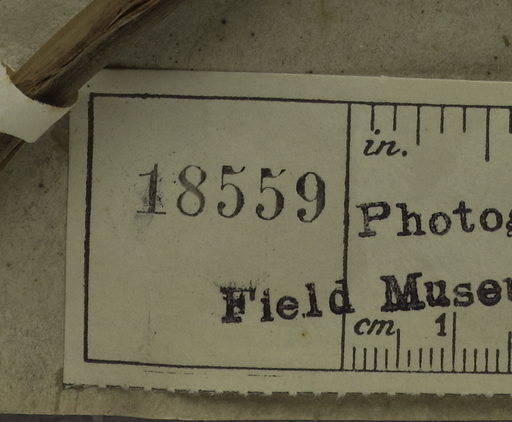 in.
18559
Photog
Field Museu
cm 1